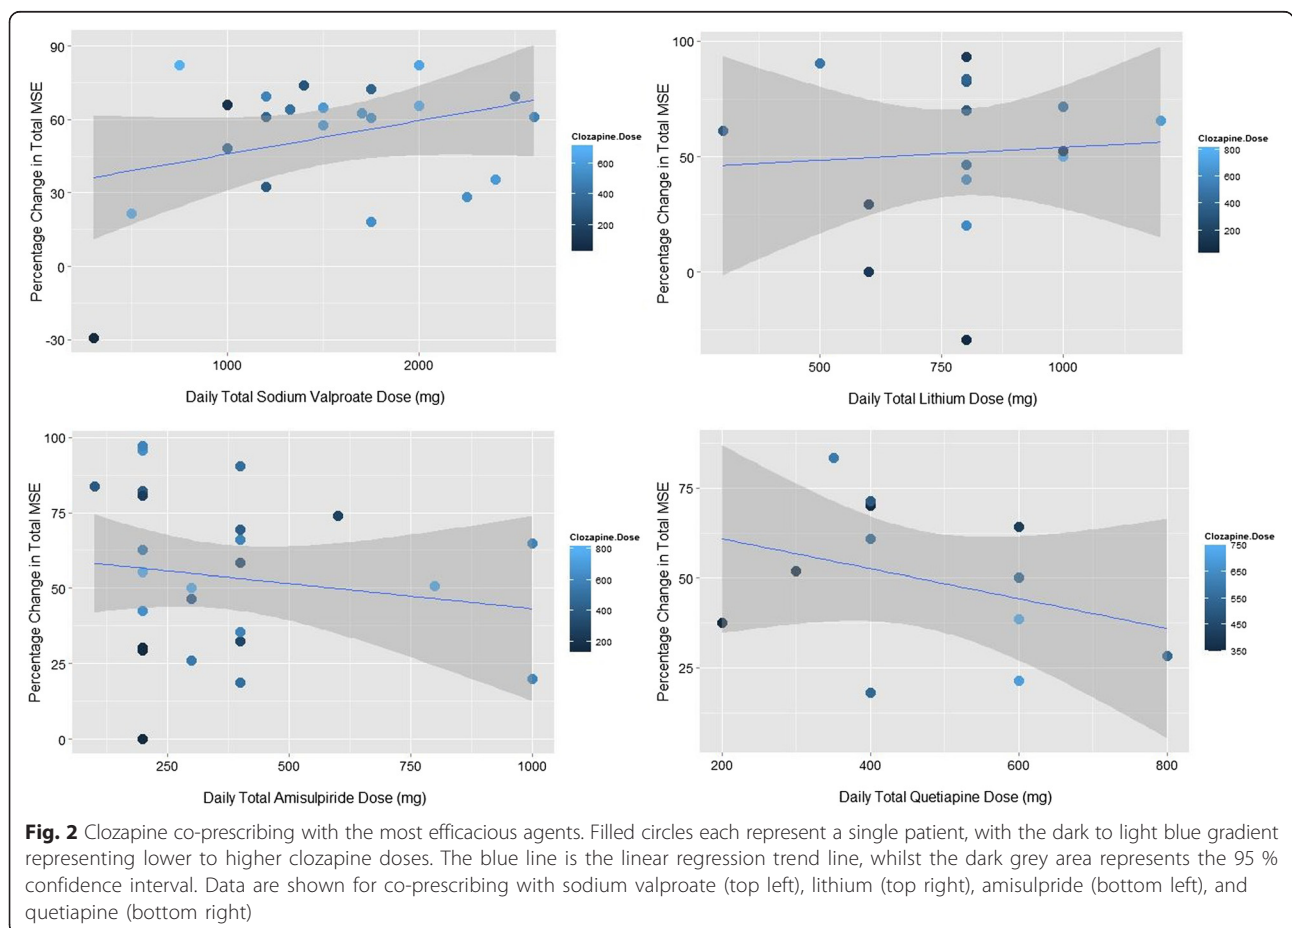 90
60
30
0
-30
Percentage Change in Total MSE
1000
2000
Daily Total Sodium Valproate Dose (mg)
Clozapine.Dose
600
400
200
100
50
0
Percentage Change in Total MSE
500
750
1000
Daily Total Lithium Dose (mg)
Clozapine.Dose
800
600
400
200
100
75
50
25
0
Percentage Change in Total MSE
250
500
750
1000
Daily Total Amisulpiride Dose (mg)
Clozapine.Dose
800
600
400
200
75
50
25
Percentage Change in Total MSE
200
400
600
800
Daily Total Quetiapine Dose (mg)
Clozapine.Dose
750
650
550
450
350
Fig. 2 Clozapine co-prescribing with the most efficacious agents. Filled circles each represent a single patient, with the dark to light blue gradient
representing lower to higher clozapine doses. The blue line is the linear regression trend line, whilst the dark grey area represents the 95 %
confidence interval. Data are shown for co-prescribing with sodium valproate (top left), lithium (top right), amisulpride (bottom left), and
quetiapine (bottom right)